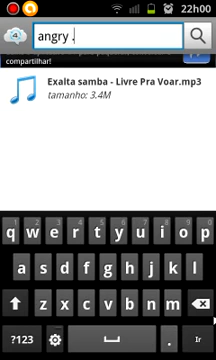 22h00
angry .
compartilhar!
Exalta samba - Livre Pra Voar.mp3
tamanho: 3.4M
q w e r t y u i o p
a s d f g h j k l
z x c v b n m
?123 . Ir